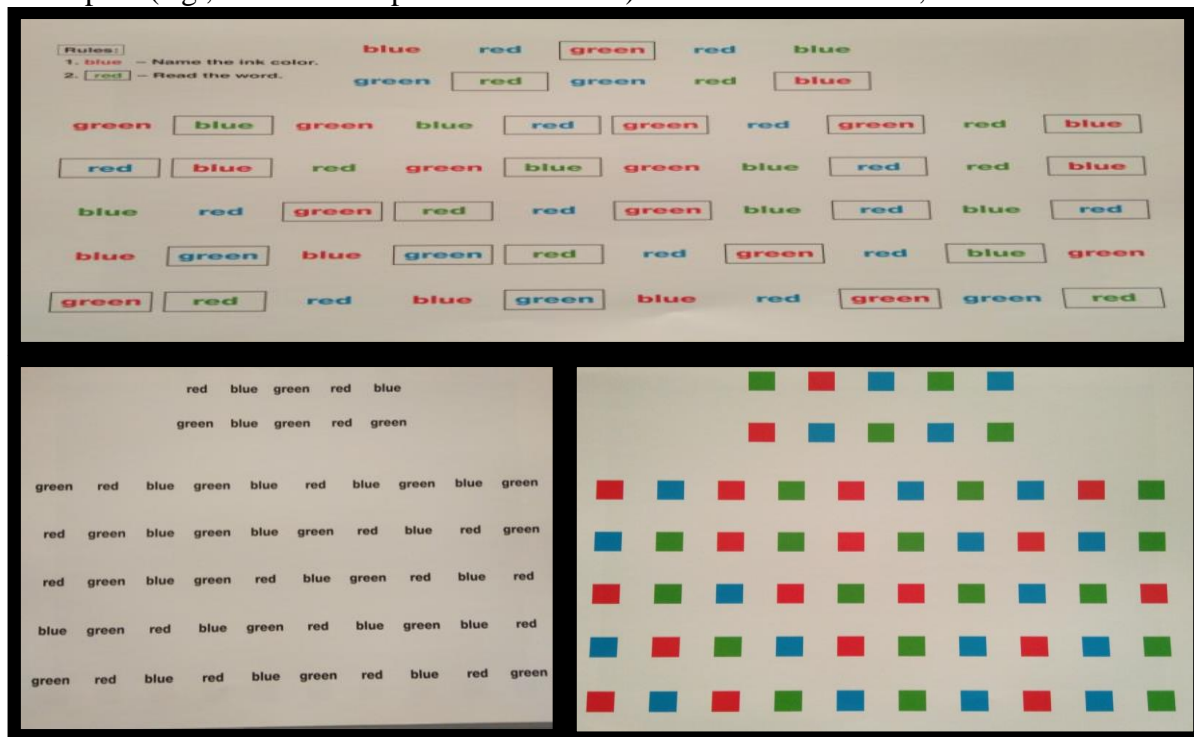 Rules:
1. blue – Name the ink color.
2. red – Read the word.
blue red green red blue
green red green red blue
green blue green blue red green red green red blue
red blue red green blue green blue red red blue
blue red green red red green blue red blue red
blue green blue green red red green red blue green
green red red blue green blue red green green red
red blue green red blue
green blue green red green
green red blue green blue red blue green blue green
red green blue green blue green red blue red green
red green blue green red blue green red blue red
blue green red blue green red blue green blue red
green red blue red blue green red blue red green